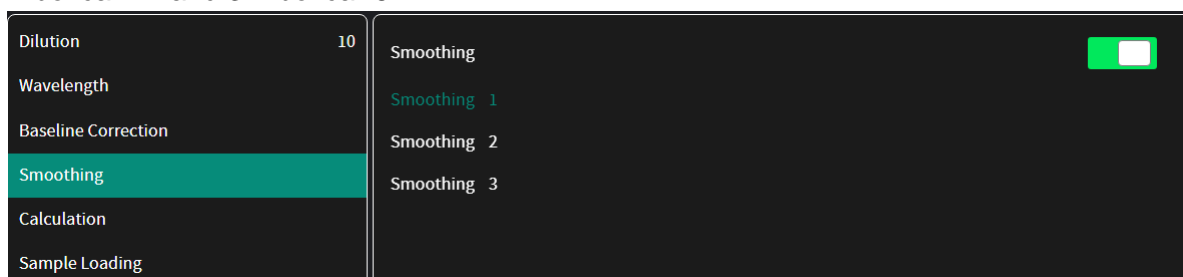 Dilution 10
Wavelength
Baseline Correction
Smoothing
Calculation
Sample Loading
Smoothing
Smoothing 1
Smoothing 2
Smoothing 3